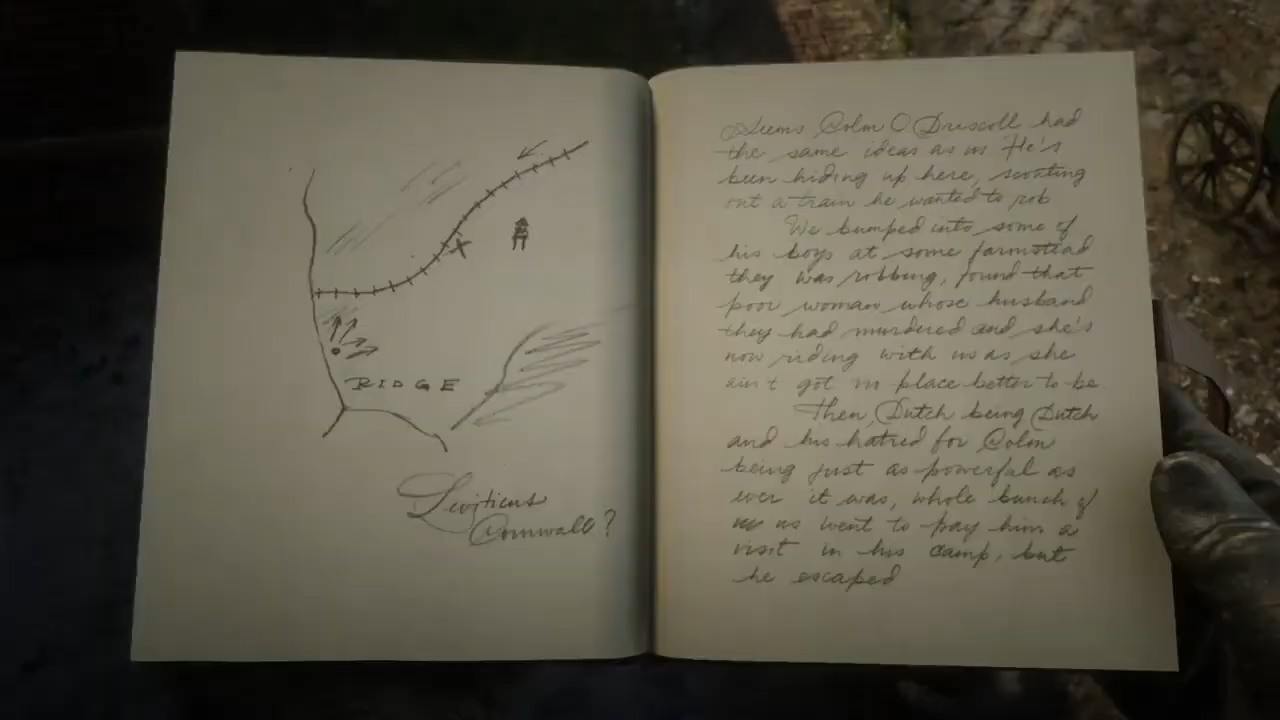 RIDGE
Leviticus
Cornwall?
Seems Colm O'Driscoll had
the same ideas as us He's
been hiding up here, scouting
out a train he wanted to rob
We bumped into some of
his boys at some farmstead
they was robbing, found that
poor woman whose husband
they had murdered and she's
now riding with us as she
ain't got no place better to be
Then, Dutch being Dutch
and his hatred for Colm
being just as powerful as
ever it was, whole bunch of
us went to pay him a
visit in his camp, but
he escaped